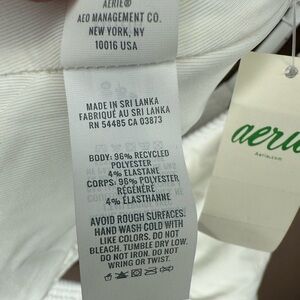 AERIE®
AEO MANAGEMENT CO.
NEW YORK, NY
10016 USA
MADE IN SRI LANKA
FABRIQUÉ AU SRI LANKA
RN 54485 CA 03873
BODY: 96% RECYCLED
POLYESTER
4% ELASTANE
CORPS: 96% POLYESTER
RÉGÉNÉRÉ
4% ÉLASTHANNE
AVOID ROUGH SURFACES.
HAND WASH COLD WITH
LIKE COLORS. DO NOT
BLEACH. TUMBLE DRY LOW.
DO NOT IRON. DO NOT
WRING OR TWIST.
aerie
Aerie.com